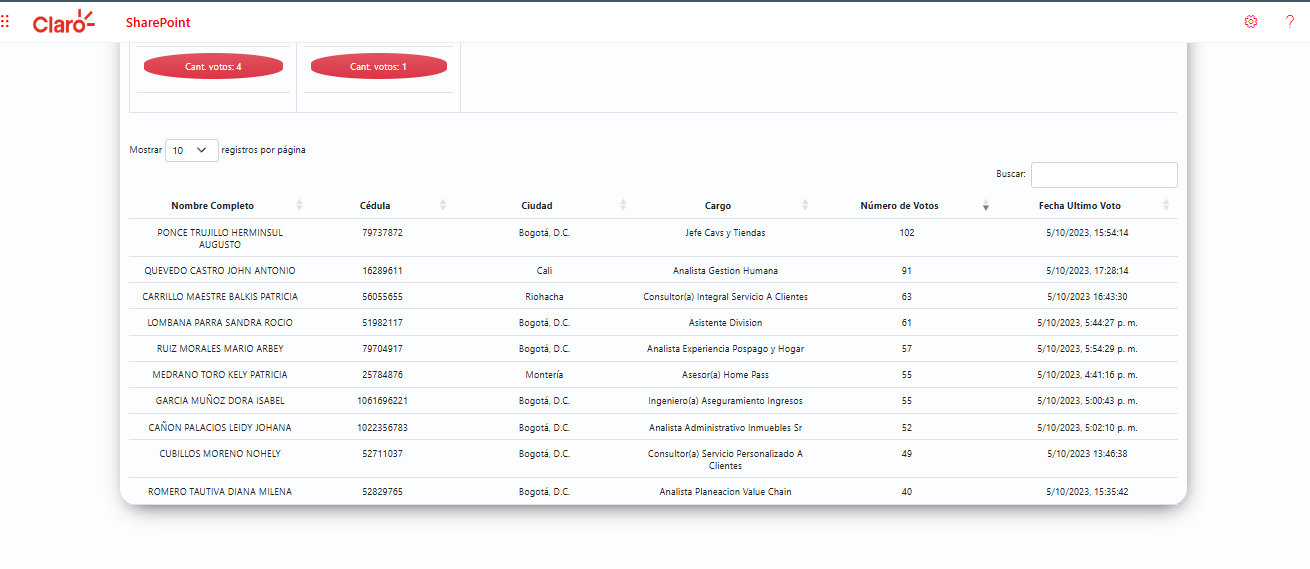 Claro SharePoint ?
Cant. votos: 4 Cant. votos: 1
Mostrar 10 registros por página
Buscar:
Nombre Completo Cédula Ciudad Cargo Número de Votos Fecha Ultimo Voto
PONCE TRUJILLO HERMINSUL AUGUSTO 79737872 Bogotá, D.C. Jefe Cavs y Tiendas 102 5/10/2023, 15:54:14
QUEVEDO CASTRO JOHN ANTONIO 16289611 Cali Analista Gestion Humana 91 5/10/2023, 17:28:14
CARRILLO MAESTRE BALKIS PATRICIA 56055655 Riohacha Consultor(a) Integral Servicio A Clientes 63 5/10/2023 16:43:30
LOMBANA PARRA SANDRA ROCIO 51982117 Bogotá, D.C. Asistente Division 61 5/10/2023, 5:44:27 p. m.
RUIZ MORALES MARIO ARBEY 79704917 Bogotá, D.C. Analista Experiencia Pospago y Hogar 57 5/10/2023, 5:54:29 p. m.
MEDRANO TORO KELY PATRICIA 25784876 Montería Asesor(a) Home Pass 55 5/10/2023, 4:41:16 p. m.
GARCIA MUÑOZ DORA ISABEL 1061696221 Bogotá, D.C. Ingeniero(a) Aseguramiento Ingresos 55 5/10/2023, 5:00:43 p. m.
CAÑON PALACIOS LEIDY JOHANA 1022356783 Bogotá, D.C. Analista Administrativo Inmuebles Sr 52 5/10/2023, 5:02:10 p. m.
CUBILLOS MORENO NOHELY 52711037 Bogotá, D.C. Consultor(a) Servicio Personalizado A Clientes 49 5/10/2023 13:46:38
ROMERO TAUTIVA DIANA MILENA 52829765 Bogotá, D.C. Analista Planeacion Value Chain 40 5/10/2023, 15:35:42